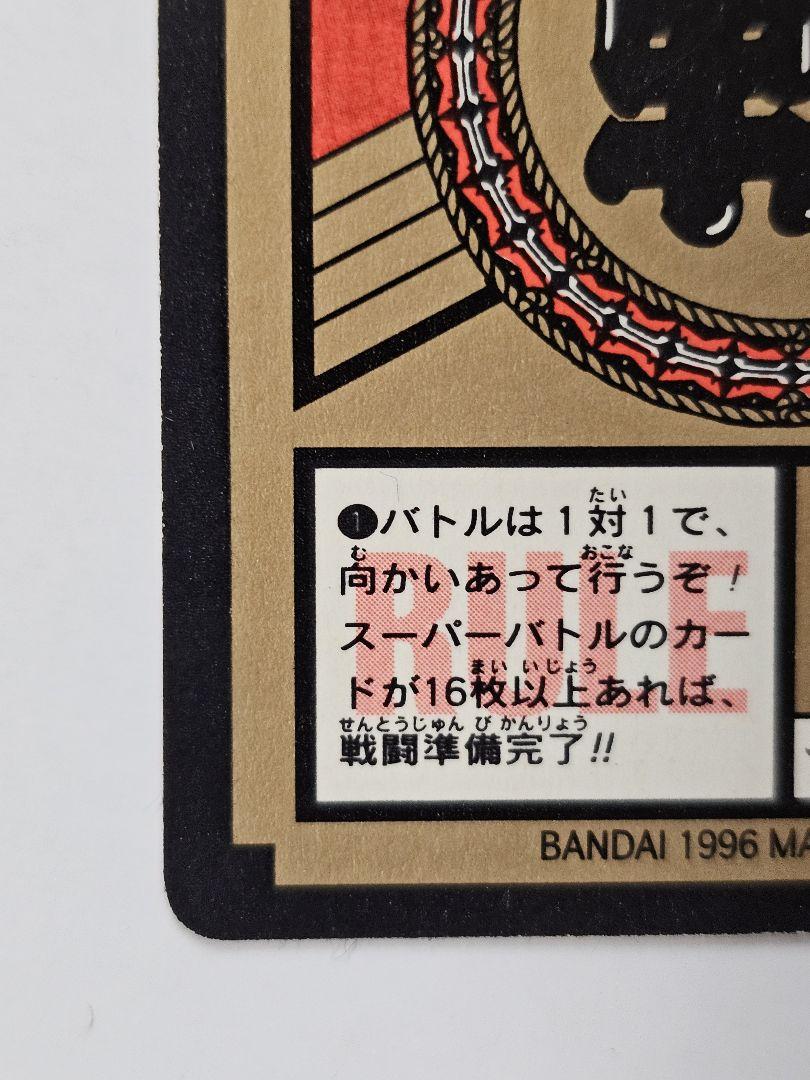 ❶バトルは1対1で、
向かいあって行うぞ!
スーパーバトルのカー
ドが16枚以上あれば、
戦闘準備完了!!
RULE
BANDAI 1996 MA